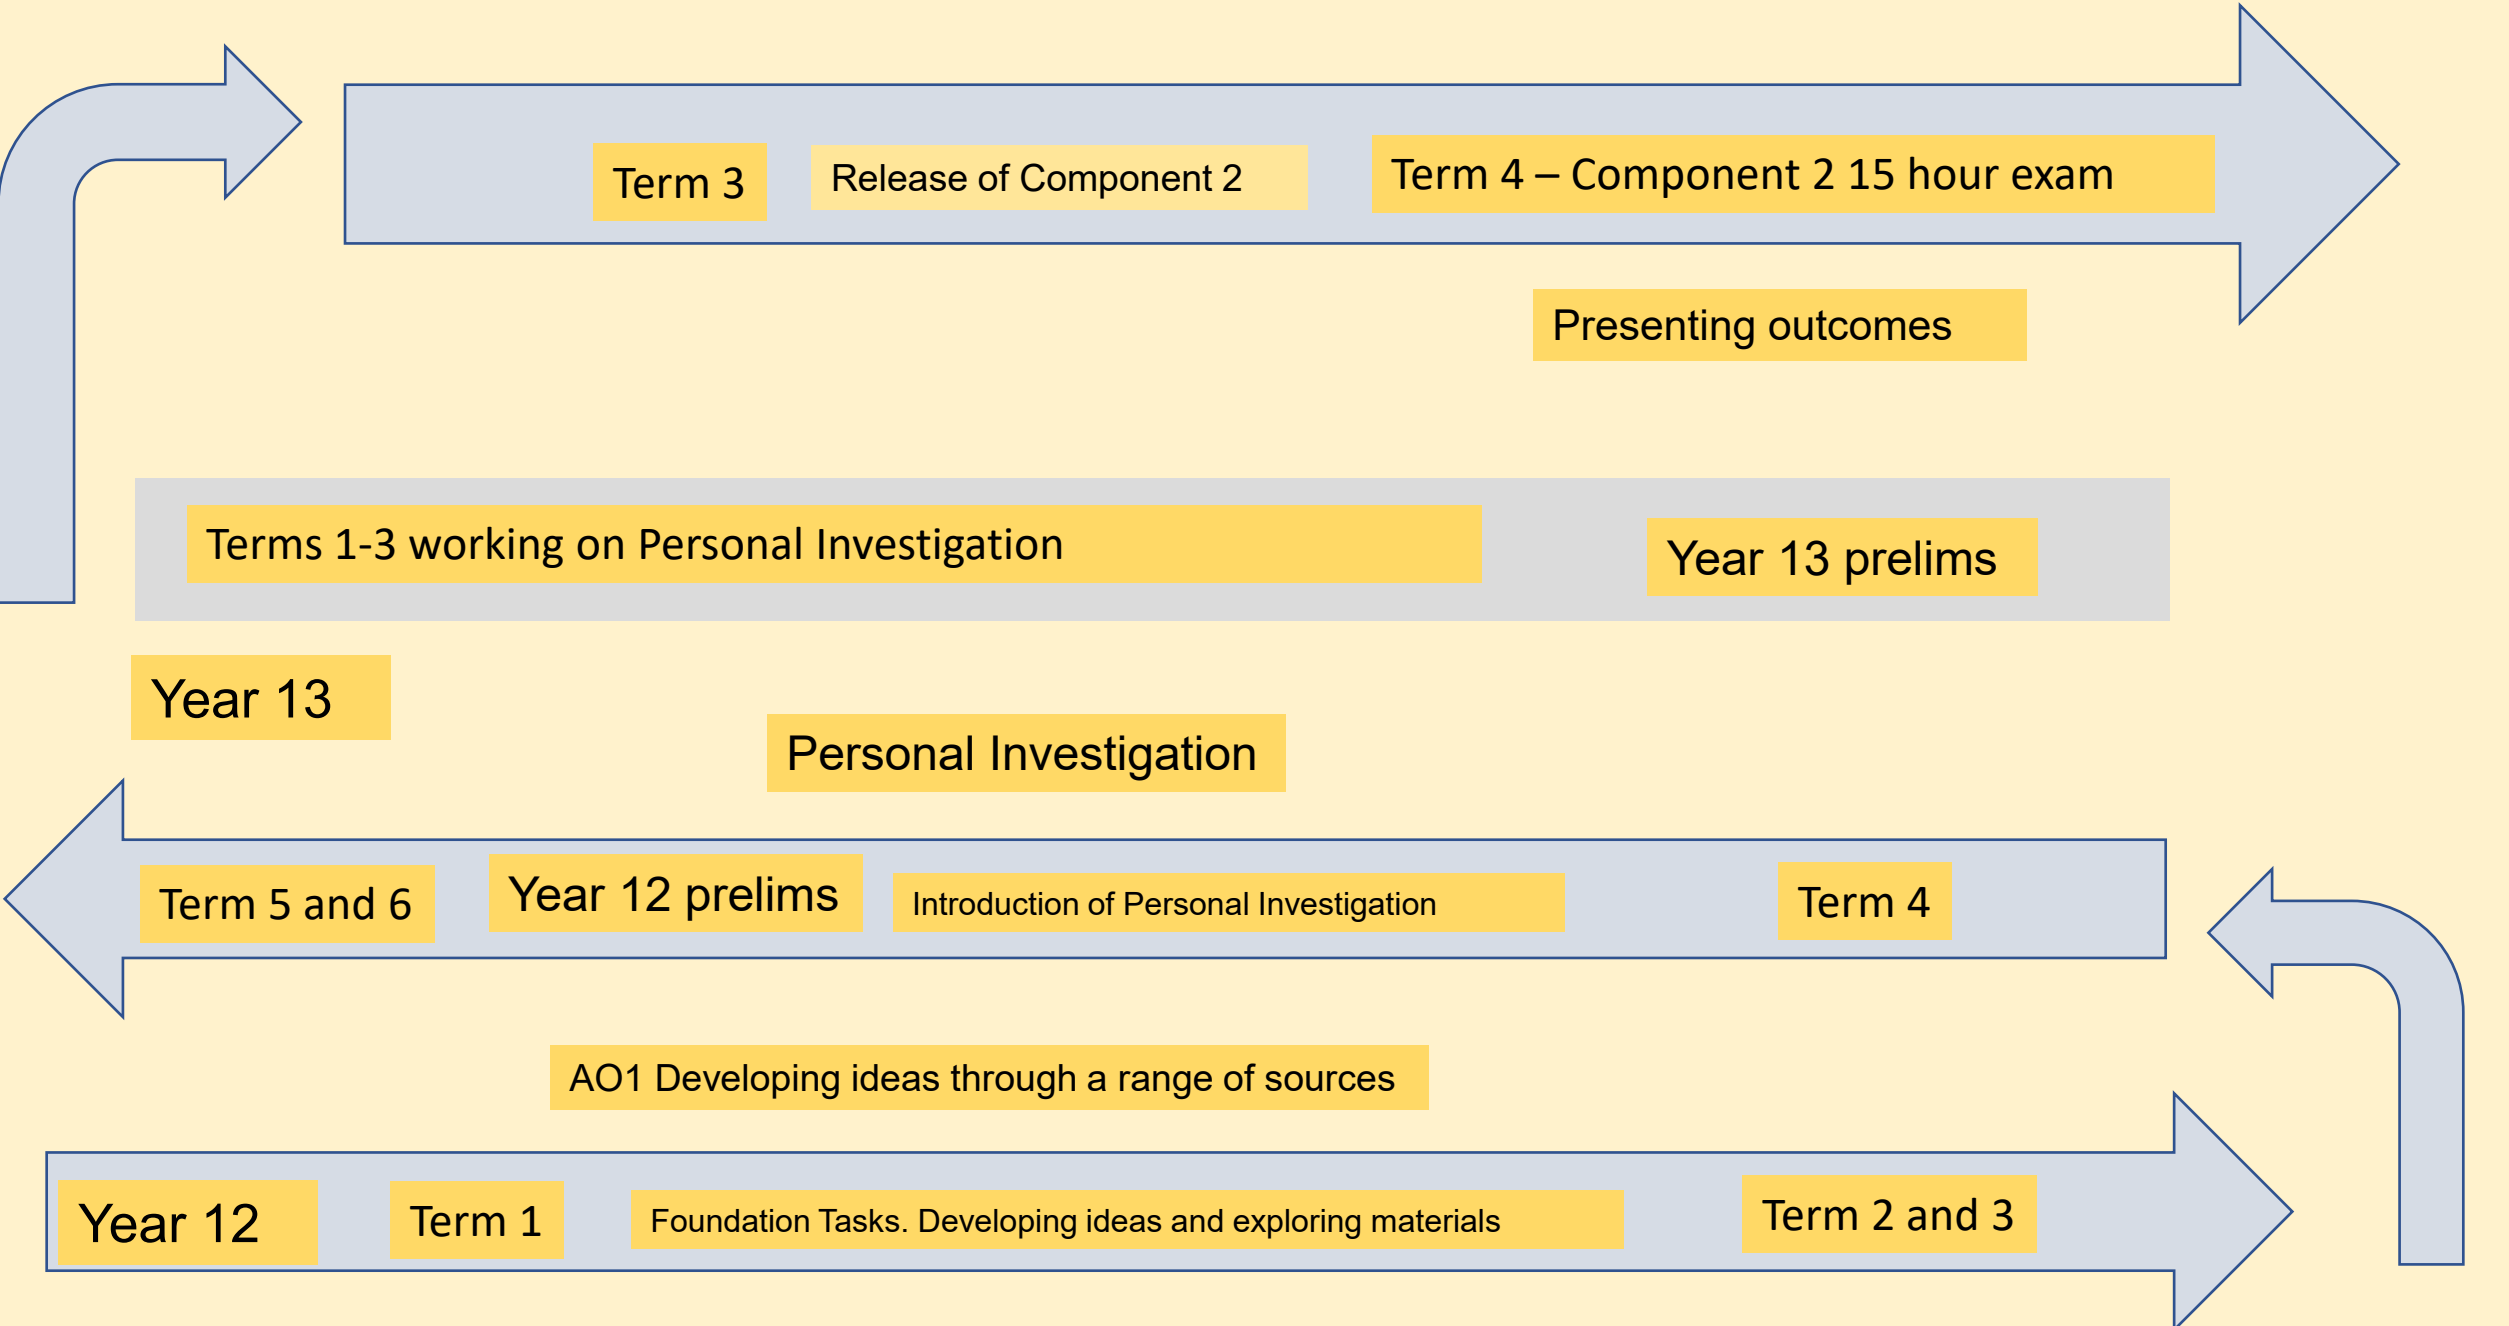 Term 3
Release of Component 2
Term 4 – Component 2 15 hour exam
Presenting outcomes
Terms 1-3 working on Personal Investigation
Year 13 prelims
Year 13
Personal Investigation
Term 5 and 6
Year 12 prelims
Introduction of Personal Investigation
Term 4
AO1 Developing ideas through a range of sources
Year 12
Term 1
Foundation Tasks. Developing ideas and exploring materials
Term 2 and 3